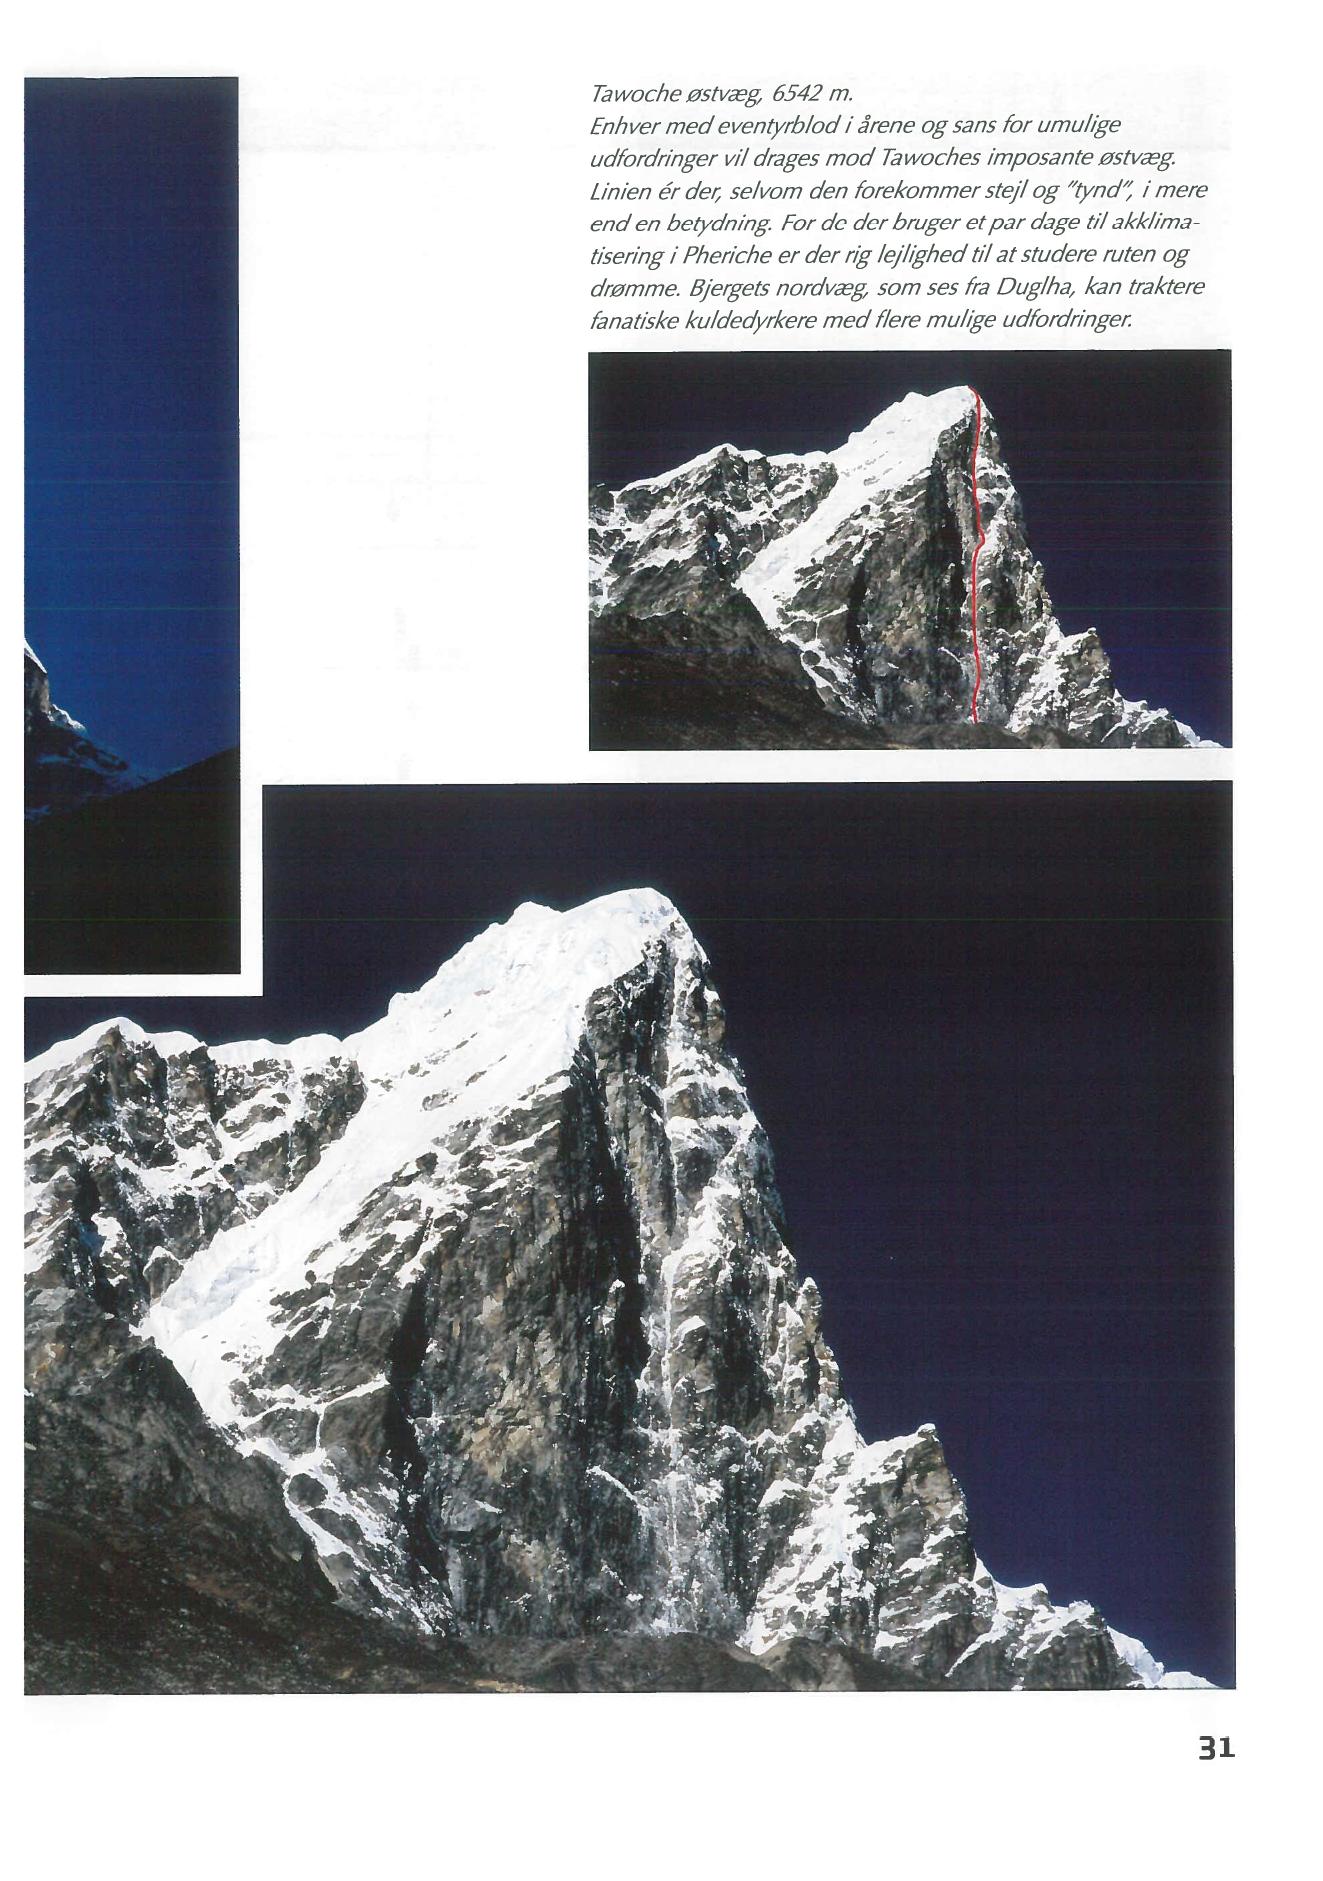 Tawoche østvæg, 6542 m.
Enhver med eventyrblod i årene og sans for umulige
udfordringer vil drages mod Tawoches imposante østvæg.
Linien ér der, selvom den forekommer stejl og "tynd", i mere
end en betydning. For de der bruger et par dage til akklima-
tisering i Pheriche er der rig lejlighed til at studere ruten og
drømme. Bjergets nordvæg, som ses fra Duglha, kan traktere
fanatiske kuldedyrkere med flere mulige udfordringer.
31